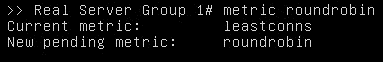 >> Real Server Group 1# metric roundrobin
Current metric:          leastconns
New pending metric:      roundrobin